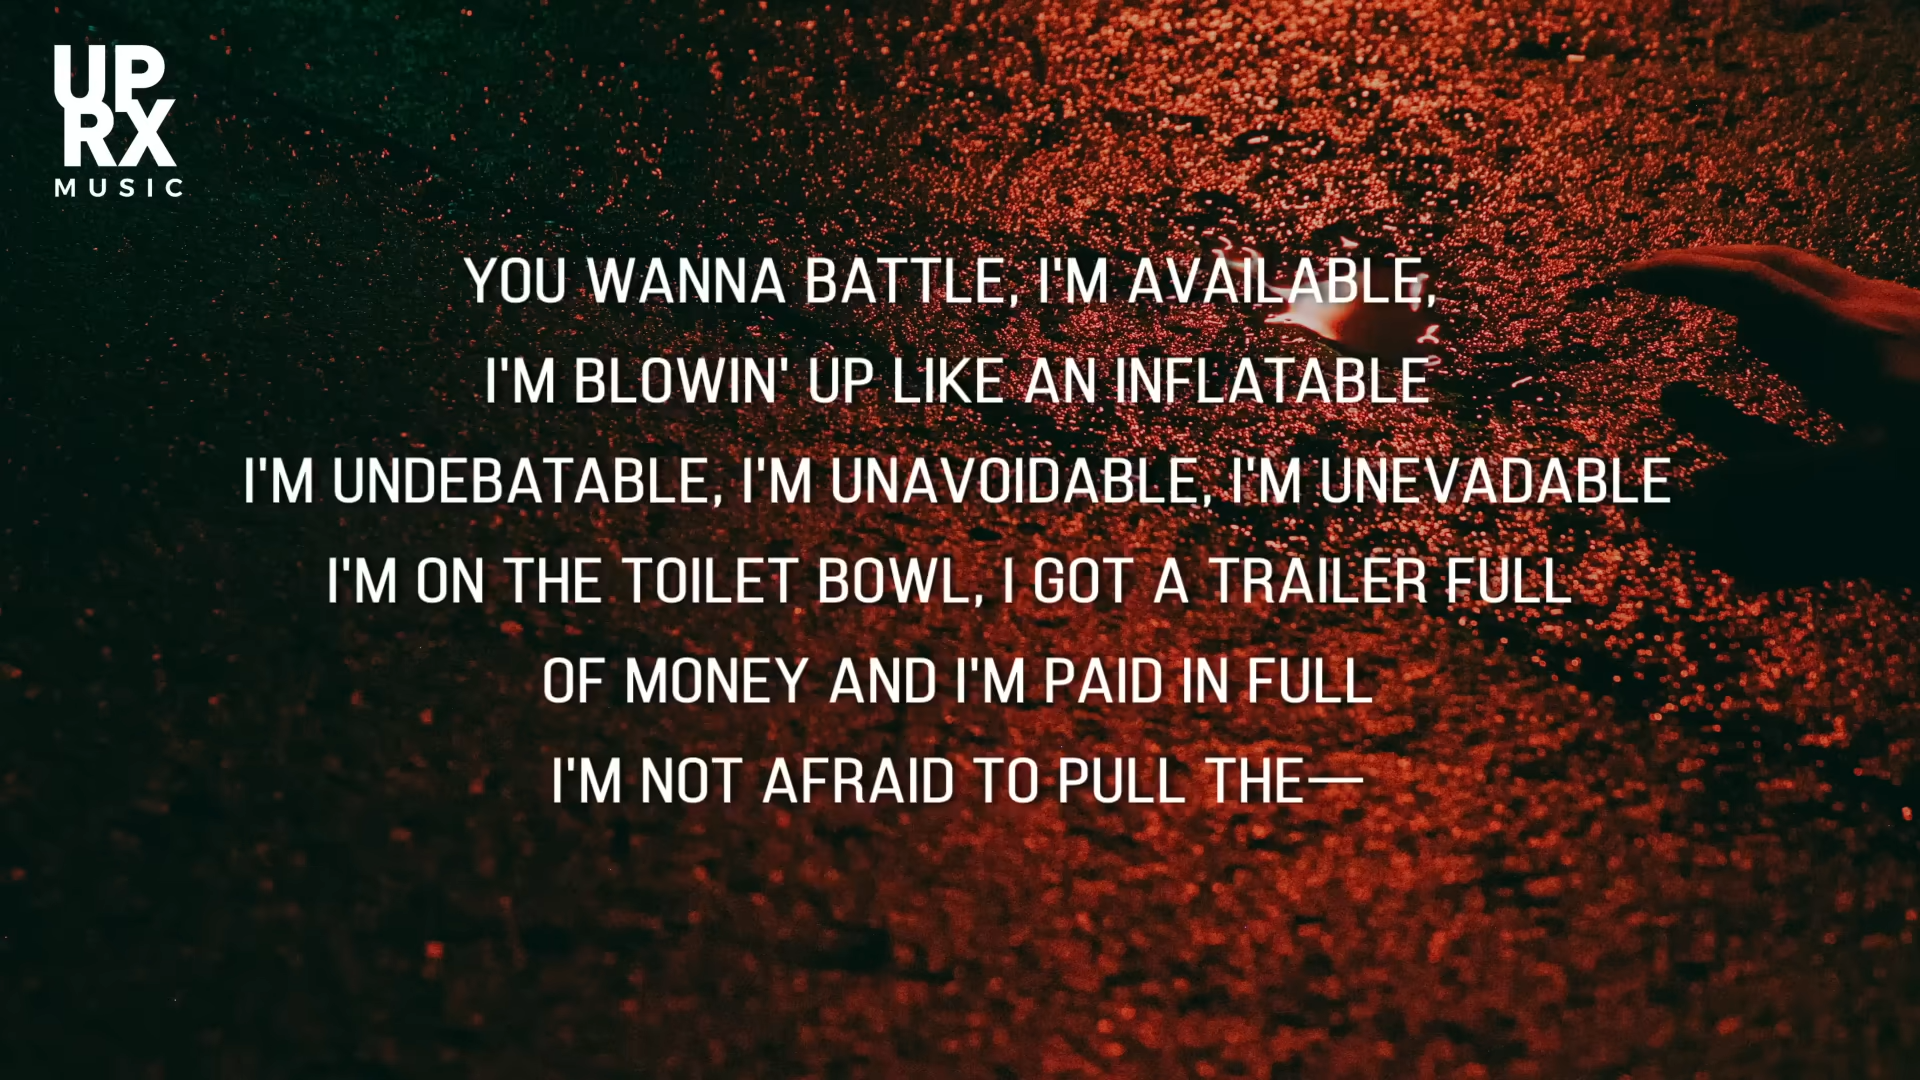 UP
RX
MUSIC
YOU WANNA BATTLE, I'M AVAILABLE,
I'M BLOWIN' UP LIKE AN INFLATABLE
I'M UNDEBATABLE, I'M UNAVOIDABLE, I'M UNEVADABLE
I'M ON THE TOILET BOWL, I GOT A TRAILER FULL
OF MONEY AND I'M PAID IN FULL
I'M NOT AFRAID TO PULL THE—